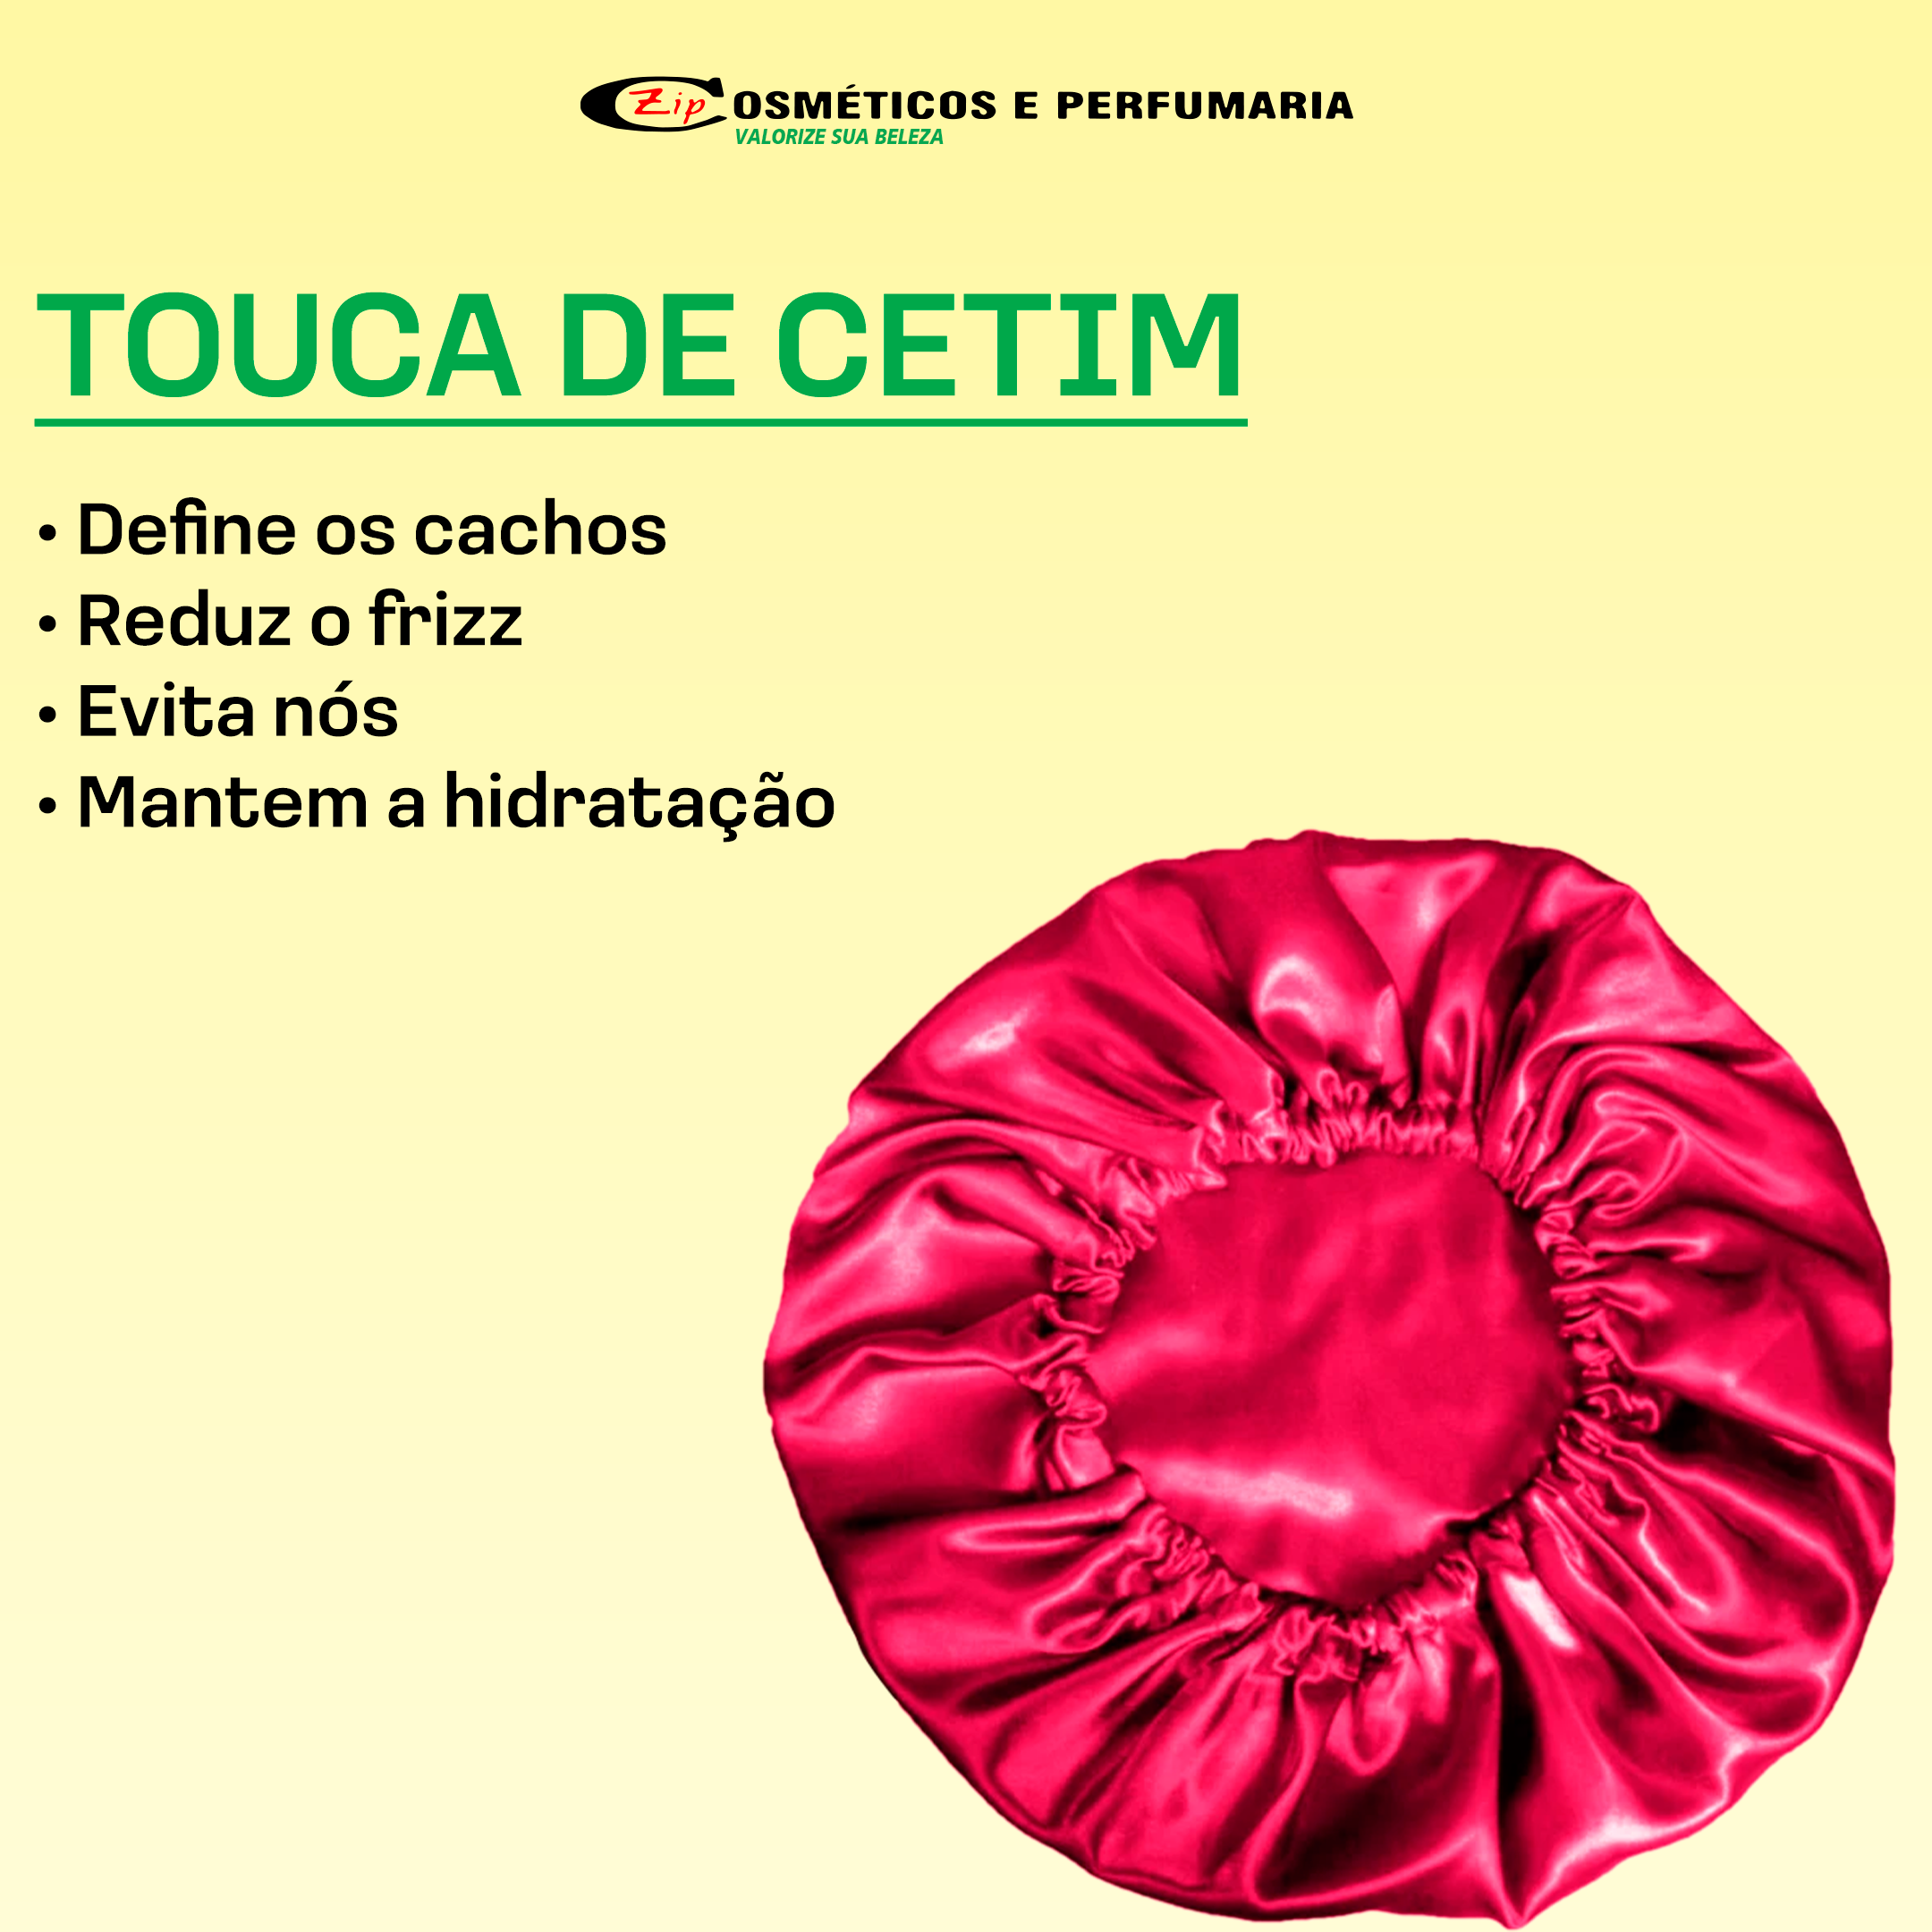 Zip COSMÉTICOS E PERFUMARIA
VALORIZE SUA BELEZA
TOUCA DE CETIM
• Define os cachos
• Reduz o frizz
• Evita nós
• Mantem a hidratação